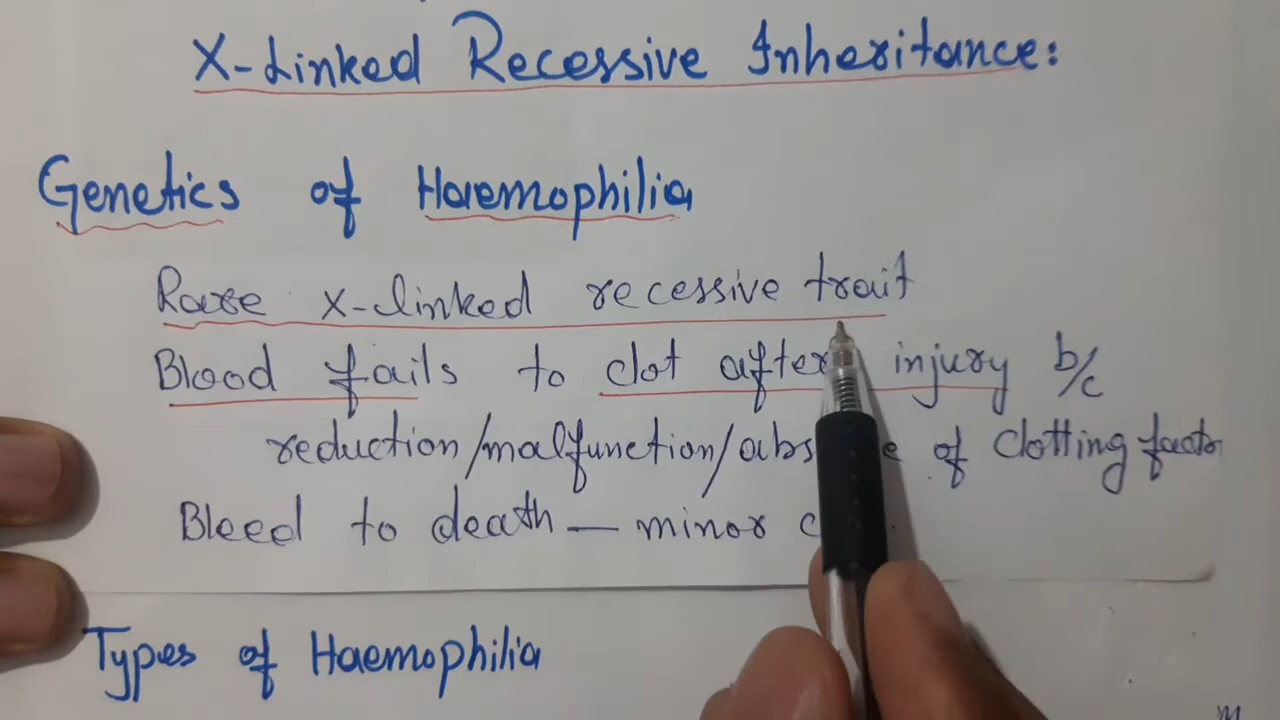 X-Linked Recessive Inheritance:
Genetics of Haemophilia
Rare X-linked recessive trait
Blood fails to clot after injury b/c
reduction/malfunction/ of Clotting factor
Bleed to death — minor
Types of Haemophilia